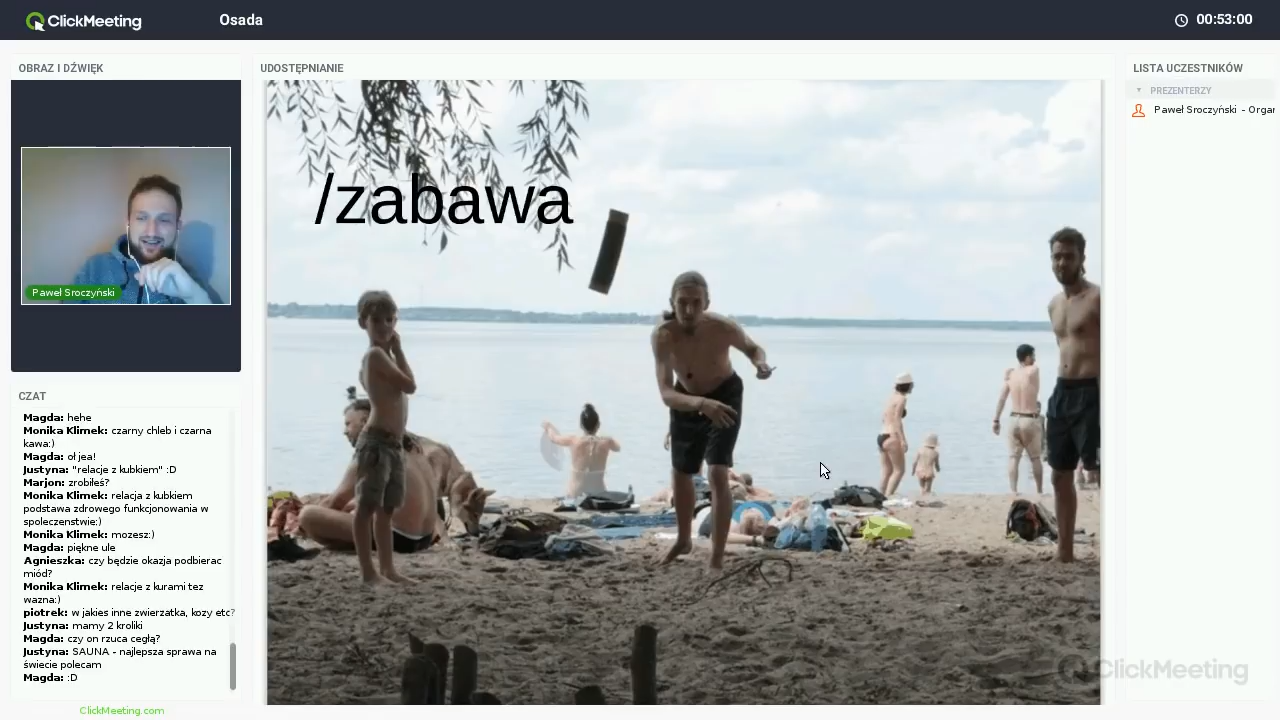 ClickMeeting
Osada
00:53:00
OBRAZ I DŹWIĘK
UDOSTĘPNIANIE
LISTA UCZESTNIKÓW
PREZENTERZY
Paweł Sroczyński - Organ
/zabawa
Paweł Sroczyński
CZAT
Magda: hehe
Monika Klimek: czarny chleb i czarna
kawa:)
Magda: oł jea!
Justyna: "relacje z kubkiem" :D
Marjon: zrobiłeś?
Monika Klimek: relacja z kubkiem
podstawa zdrowego funkcjonowania w
spoleczenstwie:)
Monika Klimek: mozesz:)
Magda: piękne ule
Agnieszka: czy będzie okazja podbierac
miód?
Monika Klimek: relacje z kurami tez
wazna:)
piotrek: w jakies inne zwierzatka, kozy etc?
Justyna: mamy 2 kroliki
Magda: czy on rzuca cegłą?
Justyna: SAUNA - najlepsza sprawa na
świecie polecam
Magda: :D
ClickMeeting
ClickMeeting.com